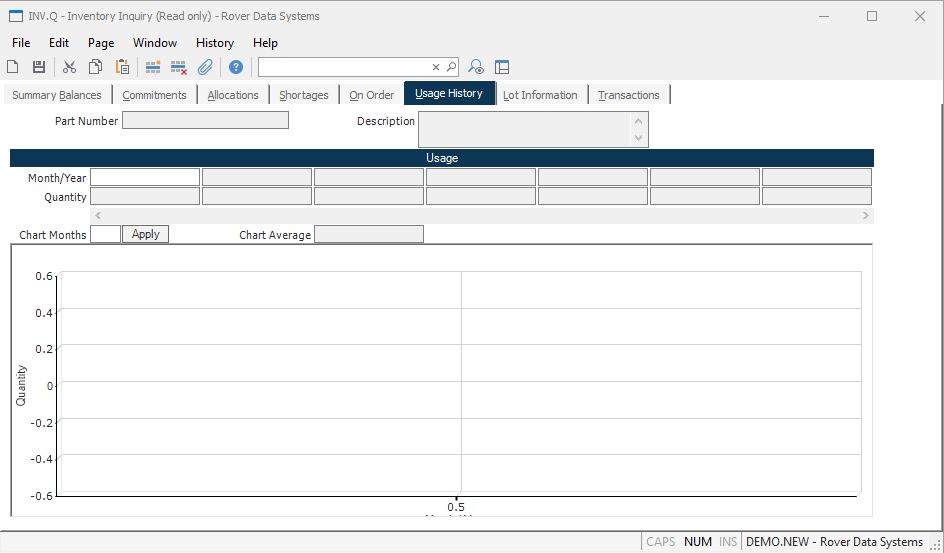 INV.Q - Inventory Inquiry (Read only) - Rover Data Systems
File Edit Page Window History Help
Summary Balances Commitments Allocations Shortages On Order Usage History Lot Information Transactions
Part Number Description
Usage
Month/Year
Quantity
Chart Months Apply Chart Average
0.6
0.4
0.2
0
-0.2
-0.4
-0.6
Quantity
0.5
CAPS NUM INS DEMO.NEW - Rover Data Systems